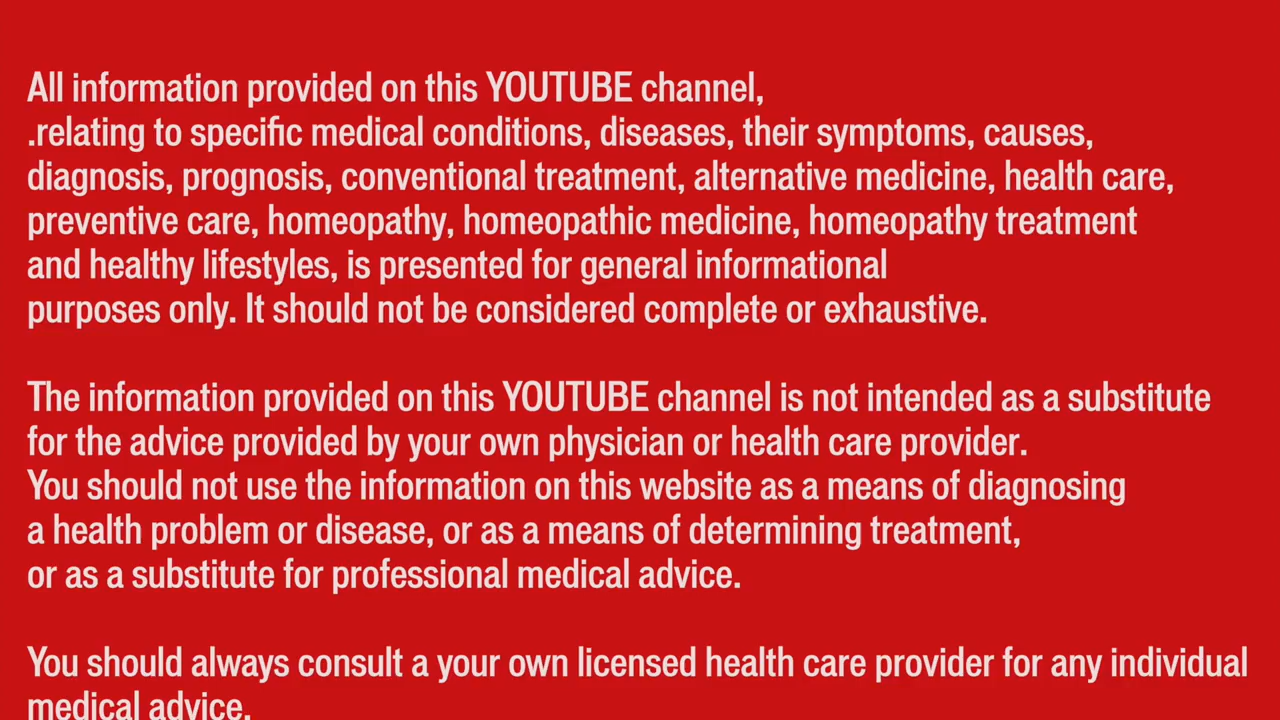 All information provided on this YOUTUBE channel,
.relating to specific medical conditions, diseases, their symptoms, causes,
diagnosis, prognosis, conventional treatment, alternative medicine, health care,
preventive care, homeopathy, homeopathic medicine, homeopathy treatment
and healthy lifestyles, is presented for general informational
purposes only. It should not be considered complete or exhaustive.
The information provided on this YOUTUBE channel is not intended as a substitute
for the advice provided by your own physician or health care provider.
You should not use the information on this website as a means of diagnosing
a health problem or disease, or as a means of determining treatment,
or as a substitute for professional medical advice.
You should always consult a your own licensed health care provider for any individual
medical advice.